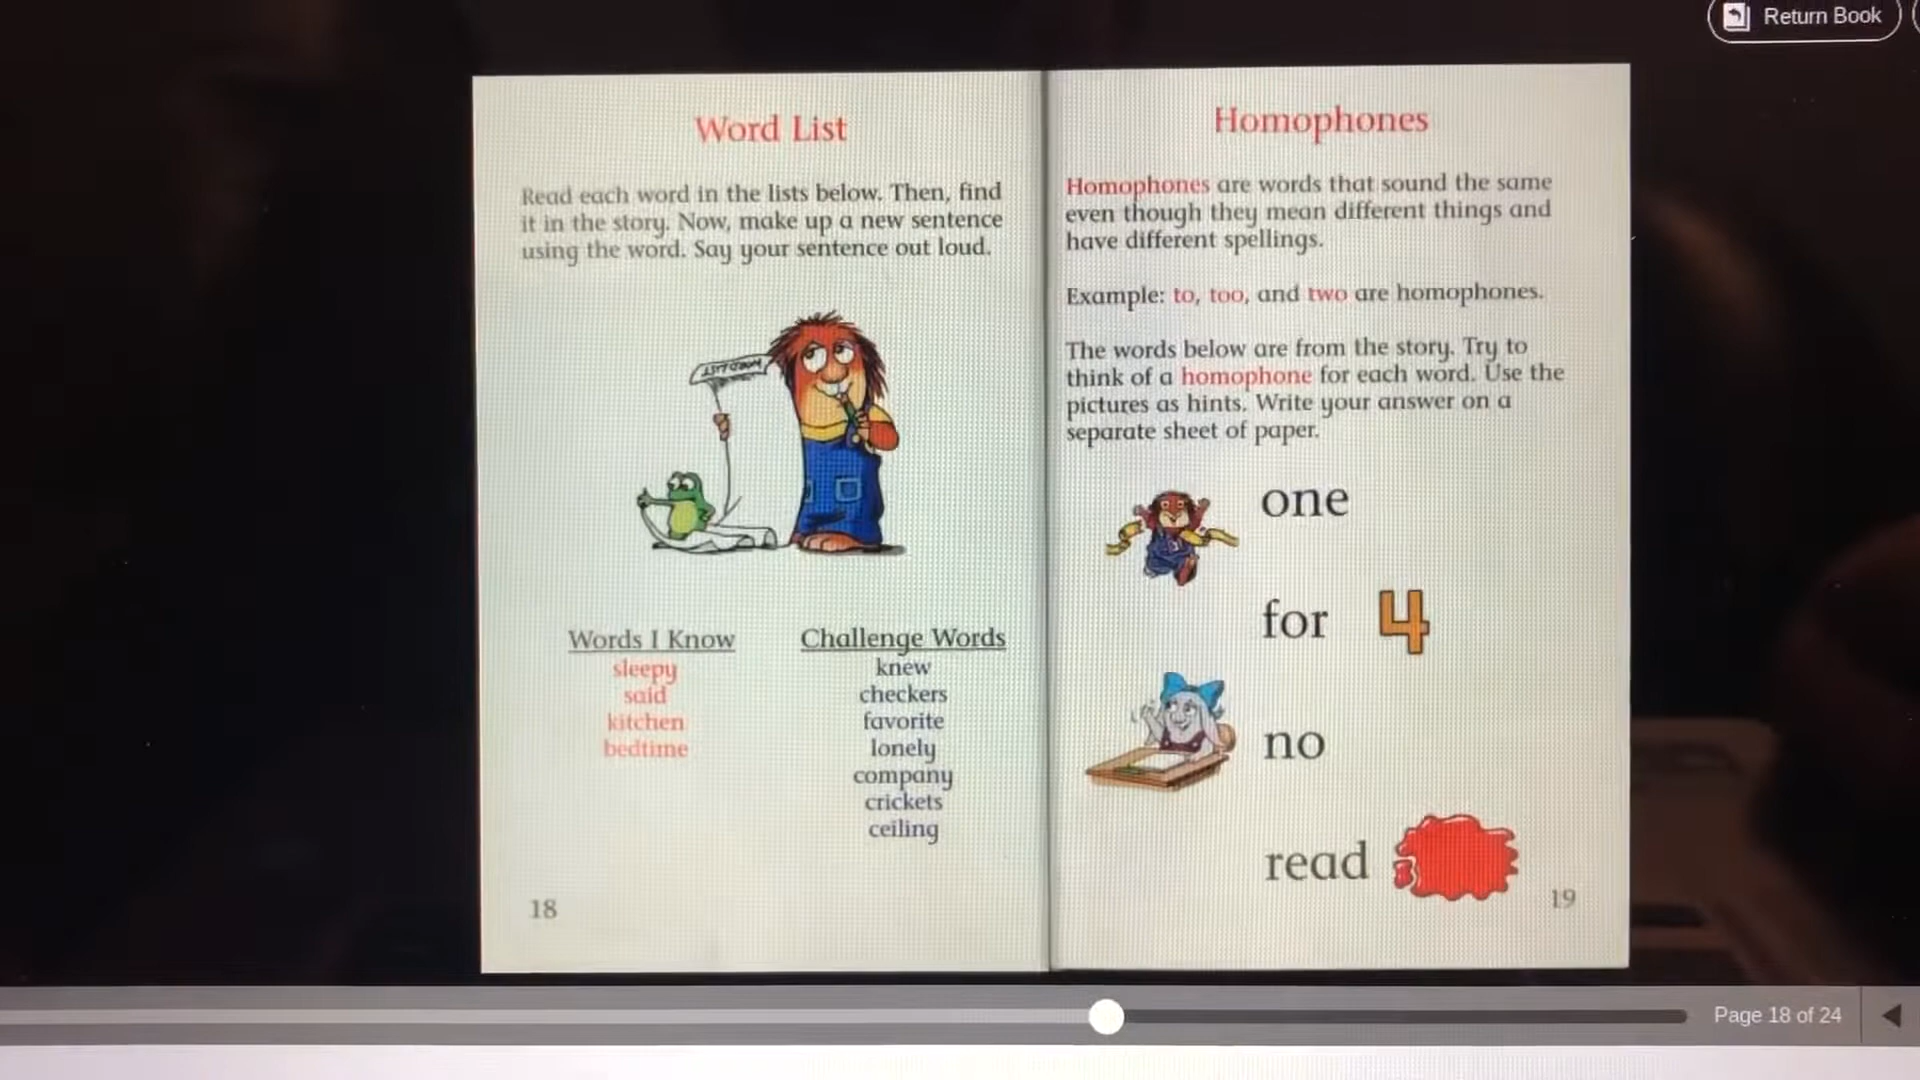 Return Book
Word List
Read each word in the lists below. Then, find
it in the story. Now, make up a new sentence
using the word. Say your sentence out loud.
WORD LIST
Words I Know
sleepy
said
kitchen
bedtime
Challenge Words
knew
checkers
favorite
lonely
company
crickets
ceiling
18
Homophones
Homophones are words that sound the same
even though they mean different things and
have different spellings.
Example: to, too, and two are homophones.
The words below are from the story. Try to
think of a homophone for each word. Use the
pictures as hints. Write your answer on a
separate sheet of paper.
one
for 4
no
read
19
Page 18 of 24